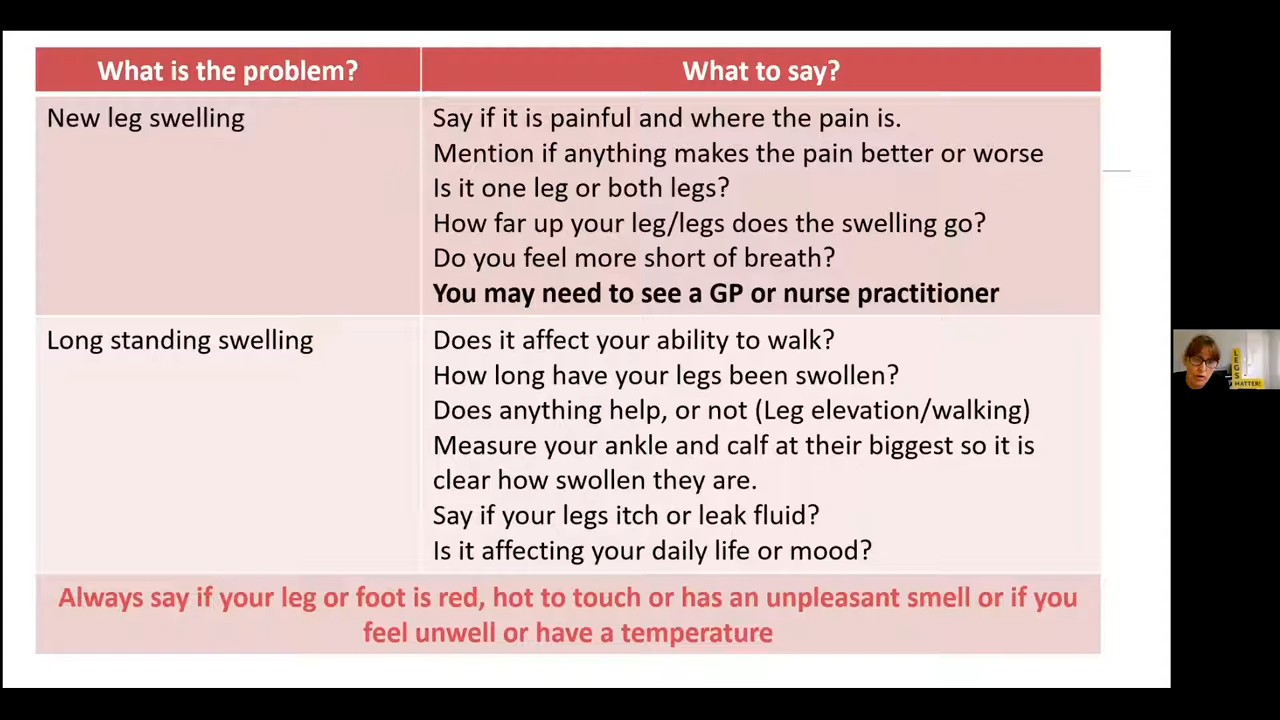 What is the problem?
What to say?
New leg swelling
Say if it is painful and where the pain is.
Mention if anything makes the pain better or worse
Is it one leg or both legs?
How far up your leg/legs does the swelling go?
Do you feel more short of breath?
You may need to see a GP or nurse practitioner
Long standing swelling
Does it affect your ability to walk?
How long have your legs been swollen?
Does anything help, or not (Leg elevation/walking)
Measure your ankle and calf at their biggest so it is
clear how swollen they are.
Say if your legs itch or leak fluid?
Is it affecting your daily life or mood?
Always say if your leg or foot is red, hot to touch or has an unpleasant smell or if you
feel unwell or have a temperature
LEGS
MATTER!